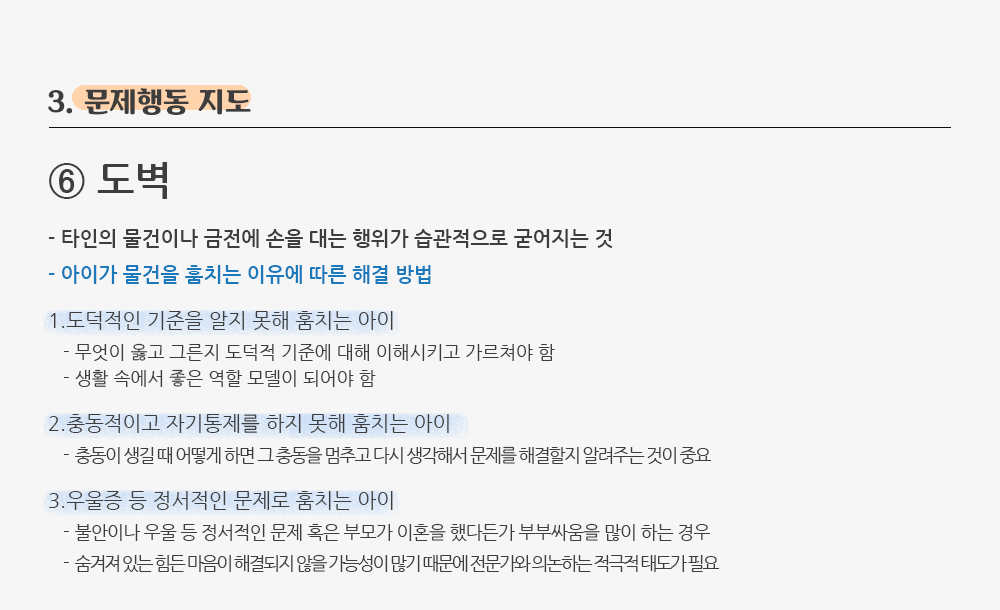 3. 문제행동 지도
⑥ 도벽
- 타인의 물건이나 금전에 손을 대는 행위가 습관적으로 굳어지는 것
- 아이가 물건을 훔치는 이유에 따른 해결 방법
1.도덕적인 기준을 알지 못해 훔치는 아이
- 무엇이 옳고 그른지 도덕적 기준에 대해 이해시키고 가르쳐야 함
- 생활 속에서 좋은 역할 모델이 되어야 함
2.충동적이고 자기통제를 하지 못해 훔치는 아이
- 충동이 생길 때 어떻게 하면 그 충동을 멈추고 다시 생각해서 문제를 해결할지 알려주는 것이 중요
3.우울증 등 정서적인 문제로 훔치는 아이
- 불안이나 우울 등 정서적인 문제 혹은 부모가 이혼을 했다든가 부부싸움을 많이 하는 경우
- 숨겨져 있는 힘든 마음이 해결되지 않을 가능성이 많기 때문에 전문가와 의논하는 적극적 태도가 필요